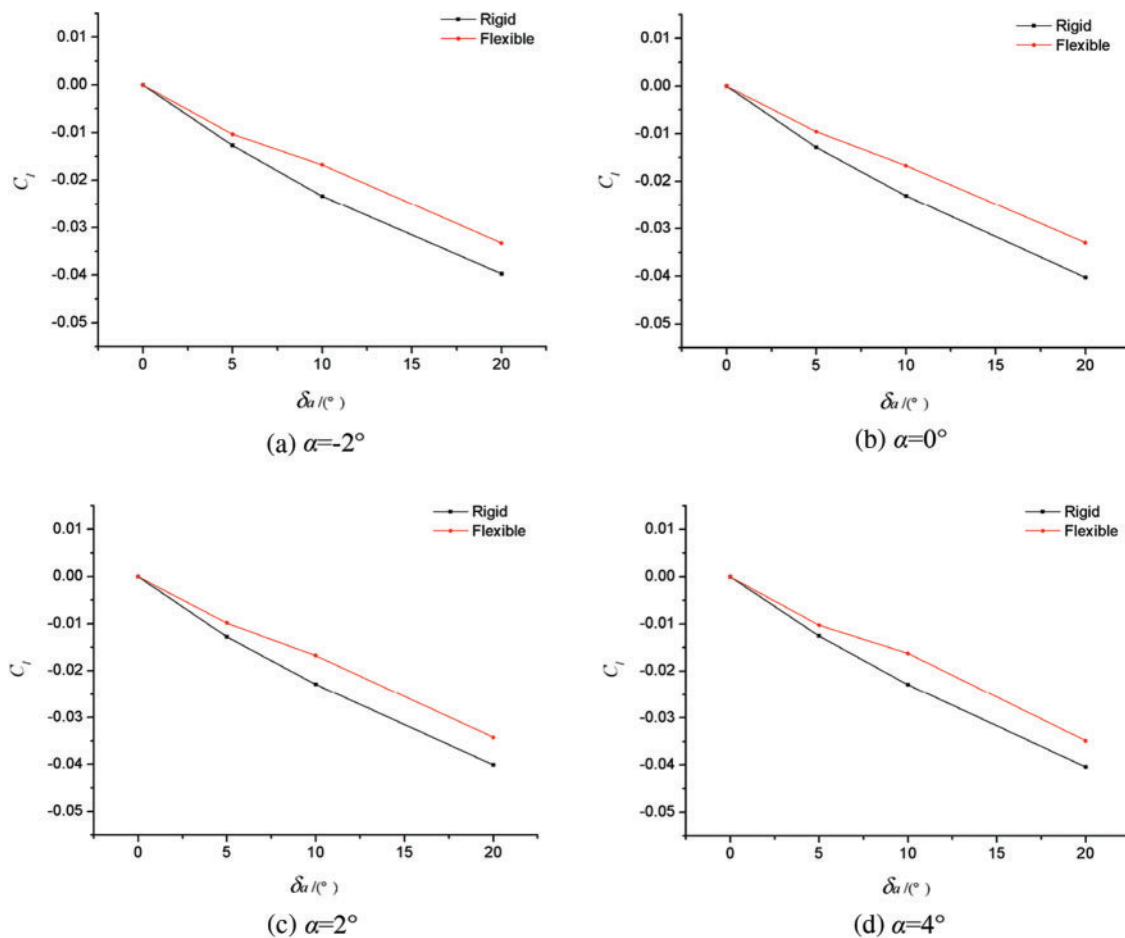 Rigid
Flexible
0.01
0.00
-0.01
-0.02
-0.03
-0.04
-0.05
C_l
0 5 10 15 20
δa /(°)
(a) α=-2°
Rigid
Flexible
0.01
0.00
-0.01
-0.02
-0.03
-0.04
-0.05
C_l
0 5 10 15 20
δa /(°)
(b) α=0°
Rigid
Flexible
0.01
0.00
-0.01
-0.02
-0.03
-0.04
-0.05
C_l
0 5 10 15 20
δa /(°)
(c) α=2°
Rigid
Flexible
0.01
0.00
-0.01
-0.02
-0.03
-0.04
-0.05
C_l
0 5 10 15 20
δa /(°)
(d) α=4°